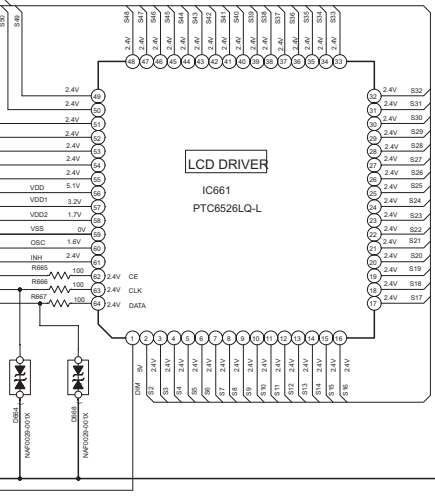 S50
S49
S48 S47 S46 S45 S44 S43 S42 S41 S40 S39 S38 S37 S36 S35 S34 S33
2.4V 2.4V 2.4V 2.4V 2.4V 2.4V 2.4V 2.4V 2.4V 2.4V 2.4V 2.4V 2.4V 2.4V 2.4V 2.4V
48 47 46 45 44 43 42 41 40 39 38 37 36 35 34 33
2.4V 49
2.4V 50
2.4V 51
2.4V 52
2.4V 53
2.4V 54
2.4V 55
VDD 5.1V 56
VDD1 3.2V 57
VDD2 1.7V 58
VSS 0V 59
OSC 1.6V 60
INH 2.4V 61
R665 100 62 2.4V CE
R666 100 63 2.4V CLK
R667 100 64 2.4V DATA
LCD DRIVER
IC661
PTC6526LQ-L
32 2.4V S32
31 2.4V S31
30 2.4V S30
29 2.4V S29
28 2.4V S28
27 2.4V S27
26 2.4V S26
25 2.4V S25
24 2.4V S24
23 2.4V S23
22 2.4V S22
21 2.4V S21
20 2.4V S20
19 2.4V S19
18 2.4V S18
17 2.4V S17
1 2 3 4 5 6 7 8 9 10 11 12 13 14 15 16
5V 2.4V 2.4V 2.4V 2.4V 2.4V 2.4V 2.4V 2.4V 2.4V 2.4V 2.4V 2.4V 2.4V 2.4V 2.4V
DIM S2 S3 S4 S5 S6 S7 S8 S9 S10 S11 S12 S13 S14 S15 S16
D664
NAF0029-001X
D668
NAF0029-001X